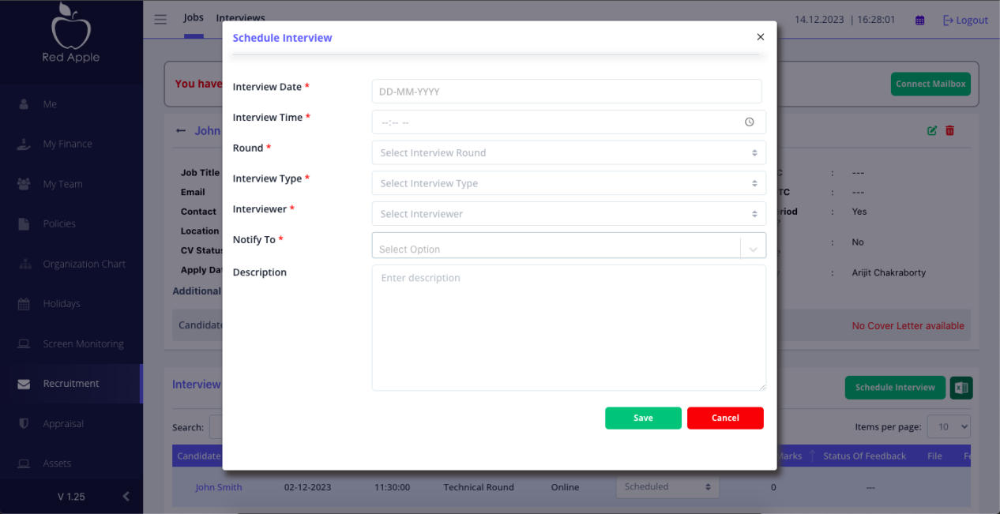 Red Apple
Me
My Finance
My Team
Policies
Organization Chart
Holidays
Screen Monitoring
Recruitment
Appraisal
Assets
V 1.25
Jobs Interviews
14.12.2023 | 16:28:01 Logout
You have
Connect Mailbox
John
Job Title
Email
Contact
Location
CV Status
Apply Dat
Additional
Candidate
C : ---
TC : ---
riod : Yes
: No
: Arijit Chakraborty
No Cover Letter available
Schedule Interview
Interview Date *
DD-MM-YYYY
Interview Time *
--:-- --
Round *
Select Interview Round
Interview Type *
Select Interview Type
Interviewer *
Select Interviewer
Notify To *
Select Option
Description
Enter description
Save Cancel
Interview
Schedule Interview
Search:
Items per page: 10
Candidate Marks Status Of Feedback File Fe
John Smith 02-12-2023 11:30:00 Technical Round Online Scheduled 0 ---